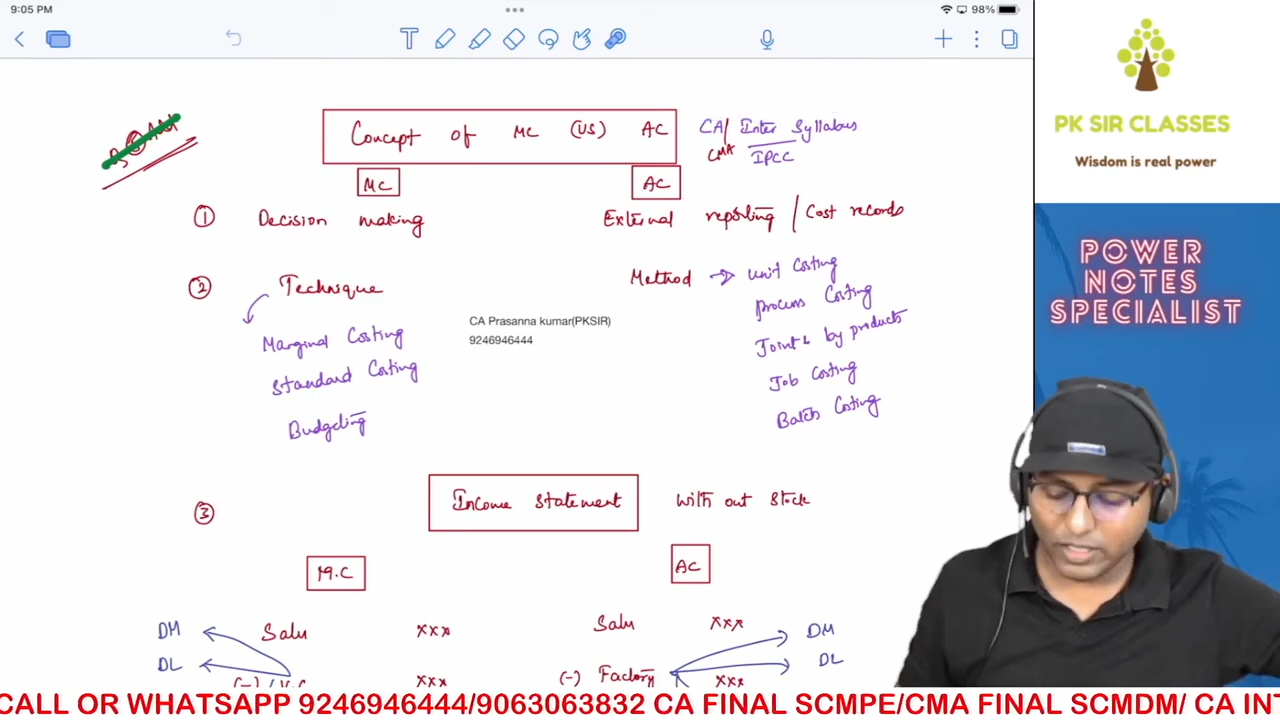 9:05 PM
98%
Concept of MC (VS) AC
CA/ Inter Syllabus
CMA IPCC
MC
AC
① Decision making
External reporting / Cost records
② Technique
Method → Unit Costing
Process Costing
Joint & by products
Job Costing
Batch Costing
Marginal Costing
Standard Costing
Budgeting
CA Prasanna kumar(PKSIR)
9246946444
③ Income Statement With out Stock
M.C
AC
DM
DL
Sales xxx
(-) V.C xxx
Sales xxx
(-) Factory xxx
DM
DL
PK SIR CLASSES
Wisdom is real power
POWER
NOTES
SPECIALIST
CALL OR WHATSAPP 9246946444/9063063832 CA FINAL SCMPE/CMA FINAL SCMDM/ CA INT